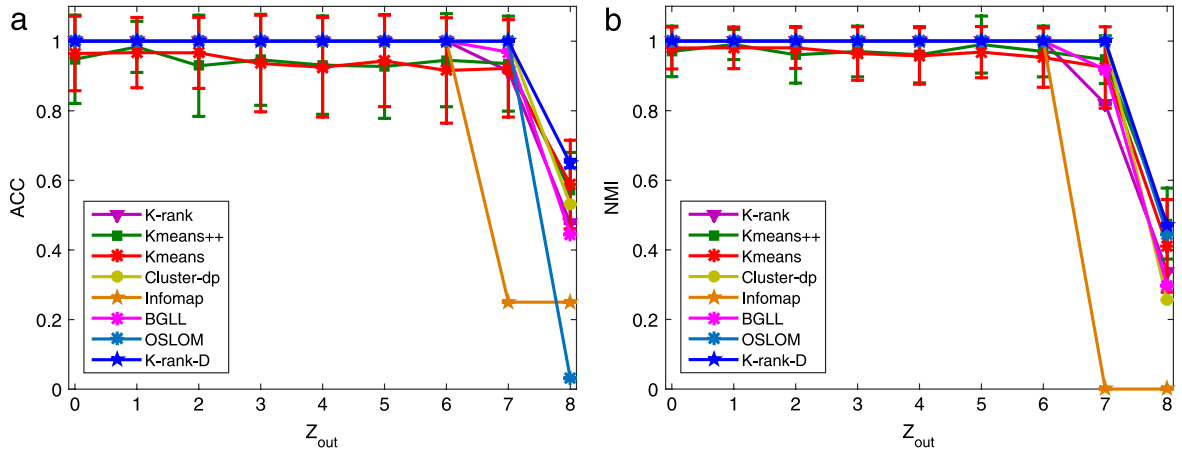 a
ACC
1
0.8
0.6
0.4
0.2
0
K-rank
Kmeans++
Kmeans
Cluster-dp
Infomap
BGLL
OSLOM
K-rank-D
0 1 2 3 4 5 6 7 8
Z_out
b
NMI
1
0.8
0.6
0.4
0.2
0
K-rank
Kmeans++
Kmeans
Cluster-dp
Infomap
BGLL
OSLOM
K-rank-D
0 1 2 3 4 5 6 7 8
Z_out